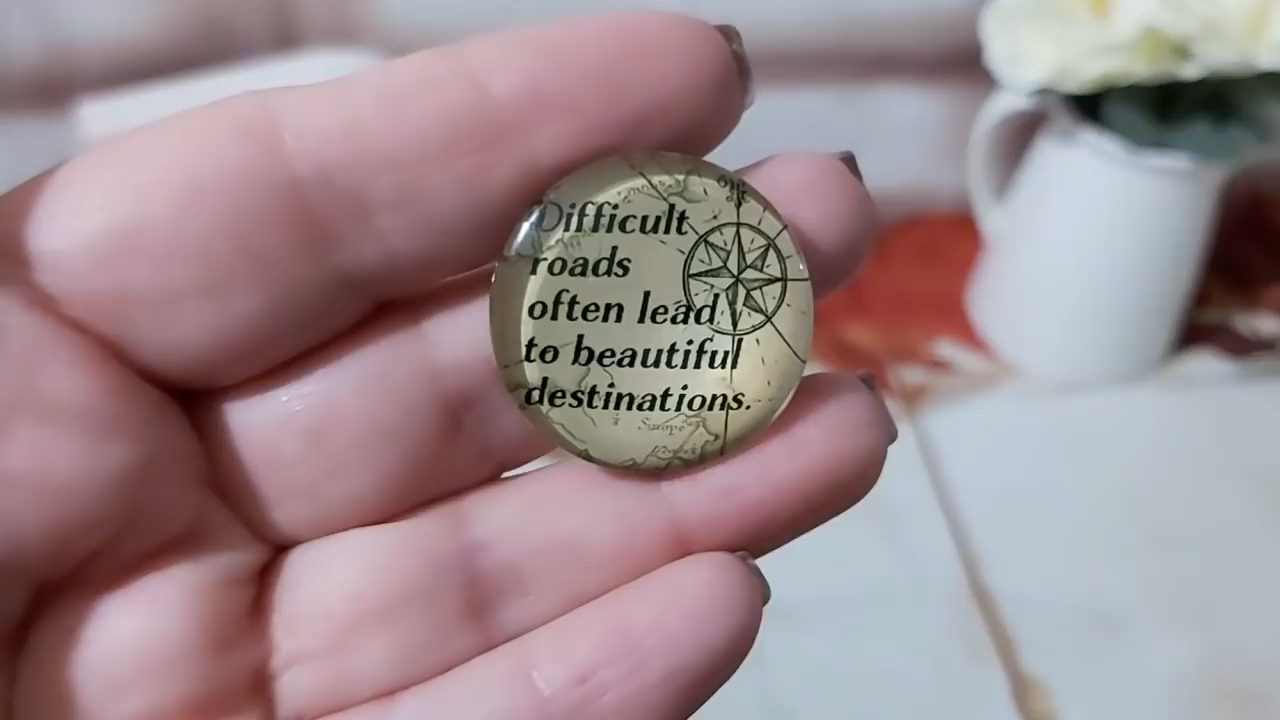 Difficult
roads
often lead
to beautiful
destinations.